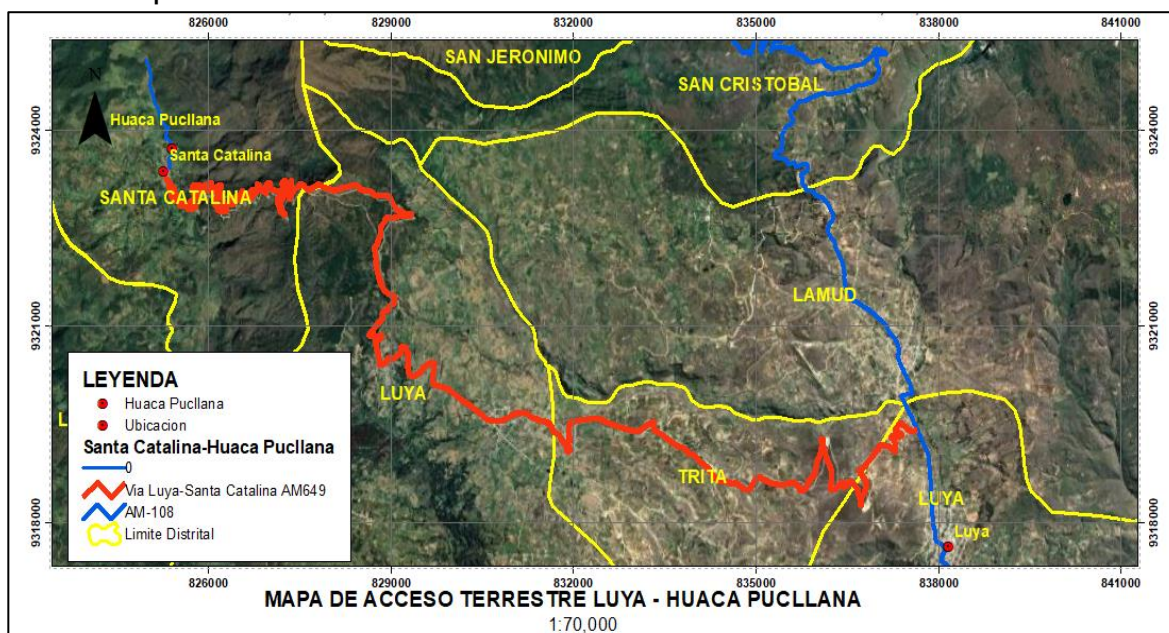 826000 829000 832000 835000 838000 841000
SAN JERONIMO
SAN CRISTOBAL
N
9324000
9324000
Huaca Pucllana
Santa Catalina
SANTA CATALINA
LAMUD
9321000
9321000
LEYENDA
Huaca Pucllana
Ubicacion
Santa Catalina-Huaca Pucllana
0
Via Luya-Santa Catalina AM649
AM-108
Limite Distrital
L
LUYA
TRITA
LUYA
Luya
9318000
9318000
826000 829000 832000 835000 838000 841000
MAPA DE ACCESO TERRESTRE LUYA - HUACA PUCLLANA
1:70,000